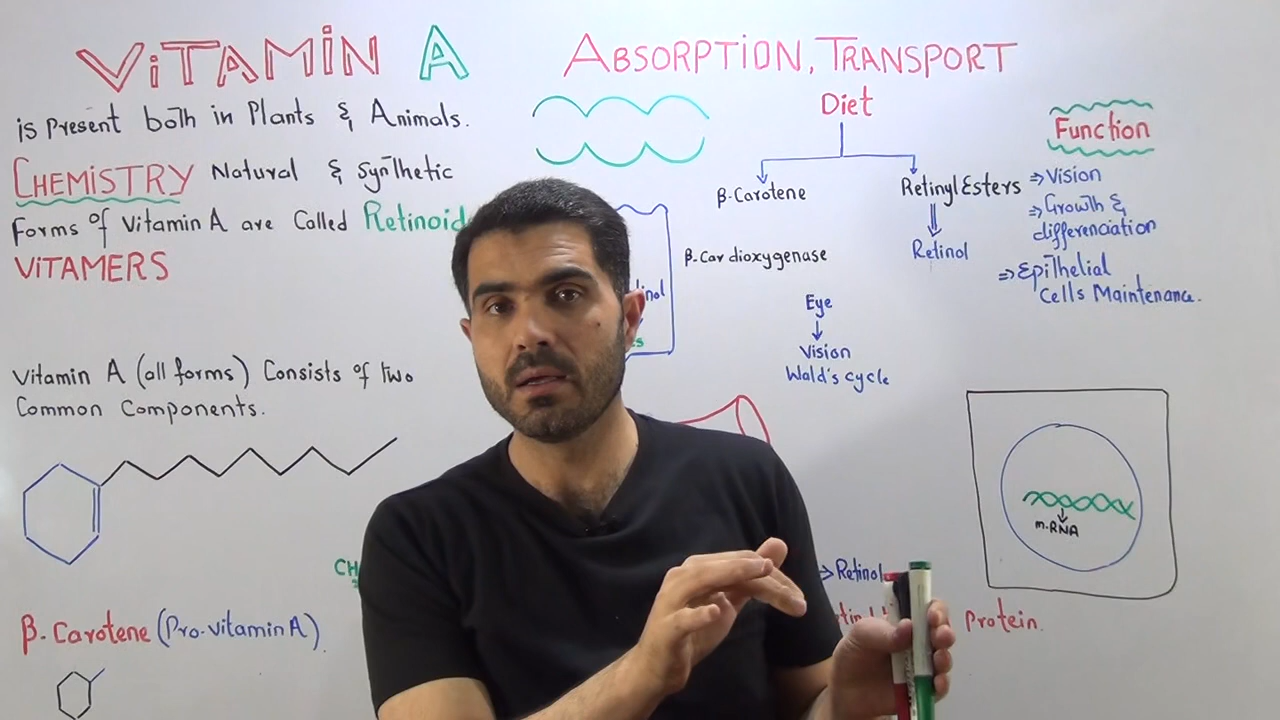 VITAMIN A
is Present both in Plants & Animals.
CHEMISTRY Natural & Synthetic
Forms of Vitamin A are Called Retinoid
VITAMERS
Vitamin A (all forms) Consists of two
Common Components.
CH
β-Carotene (Pro-vitamin A)
ABSORPTION, TRANSPORT
Diet
β-Carotene
Retinyl Esters
Retinol
β-Car dioxygenase
Eye
Vision
Wald's cycle
Function
⇒ Vision
⇒ Growth &
differenciation
⇒ Epithelial
Cells Maintenance.
m-RNA
Retinol
Protein.